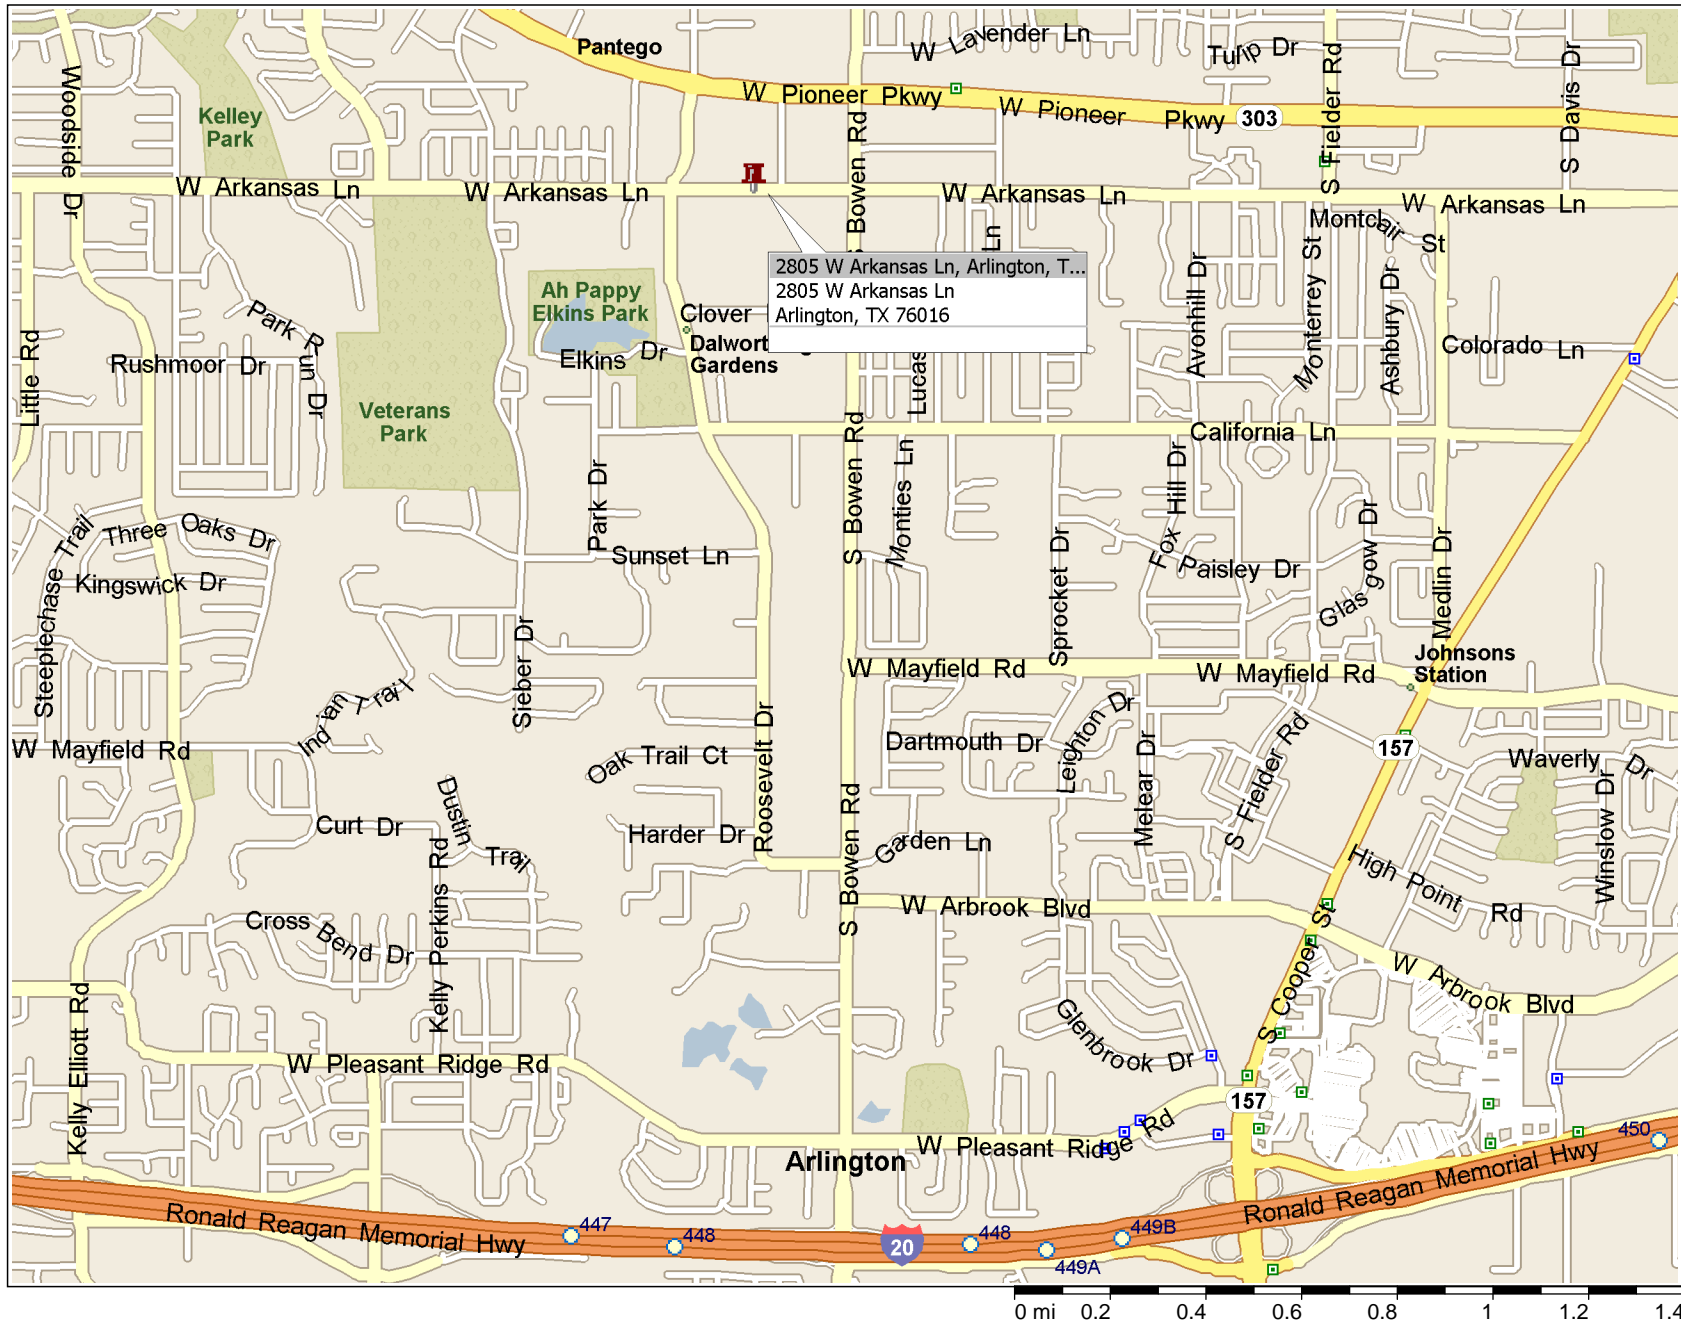 Pantego
W Lavender Ln
Tulip Dr
S Fielder Rd
S Davis Dr
Woodside Dr
Kelley
Park
W Pioneer Pkwy
W Pioneer Pkwy
303
S Bowen Rd
W Arkansas Ln
W Arkansas Ln
W Arkansas Ln
W Arkansas Ln
Montclair St
Ln
2805 W Arkansas Ln, Arlington, T...
2805 W Arkansas Ln
Arlington, TX 76016
Ah Pappy
Elkins Park
Clover
Dalwort g
Gardens
Elkins Dr
Park Run Dr
Rushmoor Dr
Little Rd
Veterans
Park
Lucas
Avonhill Dr
Monterrey St
Ashbury Dr
Colorado Ln
California Ln
S Bowen Rd
Monties Ln
Park Dr
Sunset Ln
Fox Hill Dr
Paisley Dr
Glasgow Dr
Medlin Dr
Sprocket Dr
Three Oaks Dr
Kingswick Dr
Steeplechase Trail
Sieber Dr
Indian Trail
W Mayfield Rd
W Mayfield Rd
W Mayfield Rd
Johnsons
Station
157
Dartmouth Dr
Leighton Dr
Melear Dr
S Fielder Rd
Waverly Dr
Winslow Dr
Oak Trail Ct
Roosevelt Dr
Harder Dr
Dustin Trail
Curt Dr
Kelly Perkins Rd
S Bowen Rd
Garden Ln
High Point Rd
W Arbrook Blvd
W Arbrook Blvd
S Cooper St
Cross Bend Dr
Kelly Elliott Rd
Glenbrook Dr
W Pleasant Ridge Rd
W Pleasant Ridge Rd
157
Arlington
450
Ronald Reagan Memorial Hwy
Ronald Reagan Memorial Hwy
447
448
20
448
449A
449B
0 mi 0.2 0.4 0.6 0.8 1 1.2 1.4